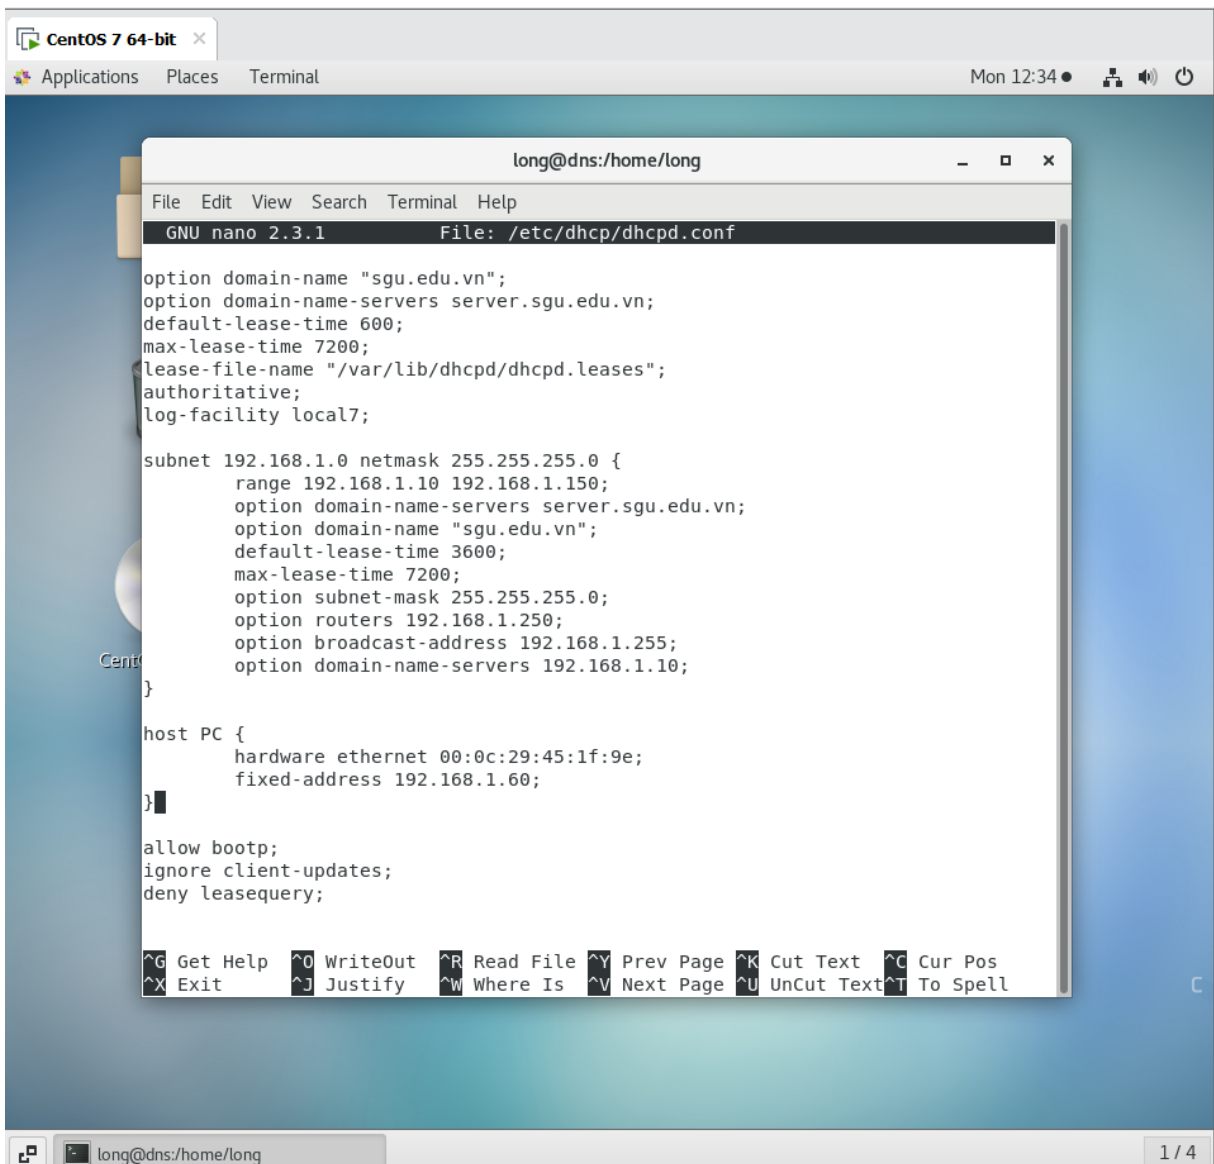 CentOS 7 64-bit
Applications Places Terminal Mon 12:34
long@dns:/home/long
File Edit View Search Terminal Help
GNU nano 2.3.1 File: /etc/dhcp/dhcpd.conf
option domain-name "sgu.edu.vn";
option domain-name-servers server.sgu.edu.vn;
default-lease-time 600;
max-lease-time 7200;
lease-file-name "/var/lib/dhcpd/dhcpd.leases";
authoritative;
log-facility local7;
subnet 192.168.1.0 netmask 255.255.255.0 {
range 192.168.1.10 192.168.1.150;
option domain-name-servers server.sgu.edu.vn;
option domain-name "sgu.edu.vn";
default-lease-time 3600;
max-lease-time 7200;
option subnet-mask 255.255.255.0;
option routers 192.168.1.250;
option broadcast-address 192.168.1.255;
option domain-name-servers 192.168.1.10;
}
host PC {
hardware ethernet 00:0c:29:45:1f:9e;
fixed-address 192.168.1.60;
}
allow bootp;
ignore client-updates;
deny leasequery;
^G Get Help ^O WriteOut ^R Read File ^Y Prev Page ^K Cut Text ^C Cur Pos
^X Exit ^J Justify ^W Where Is ^V Next Page ^U UnCut Text ^T To Spell
C
long@dns:/home/long 1 / 4